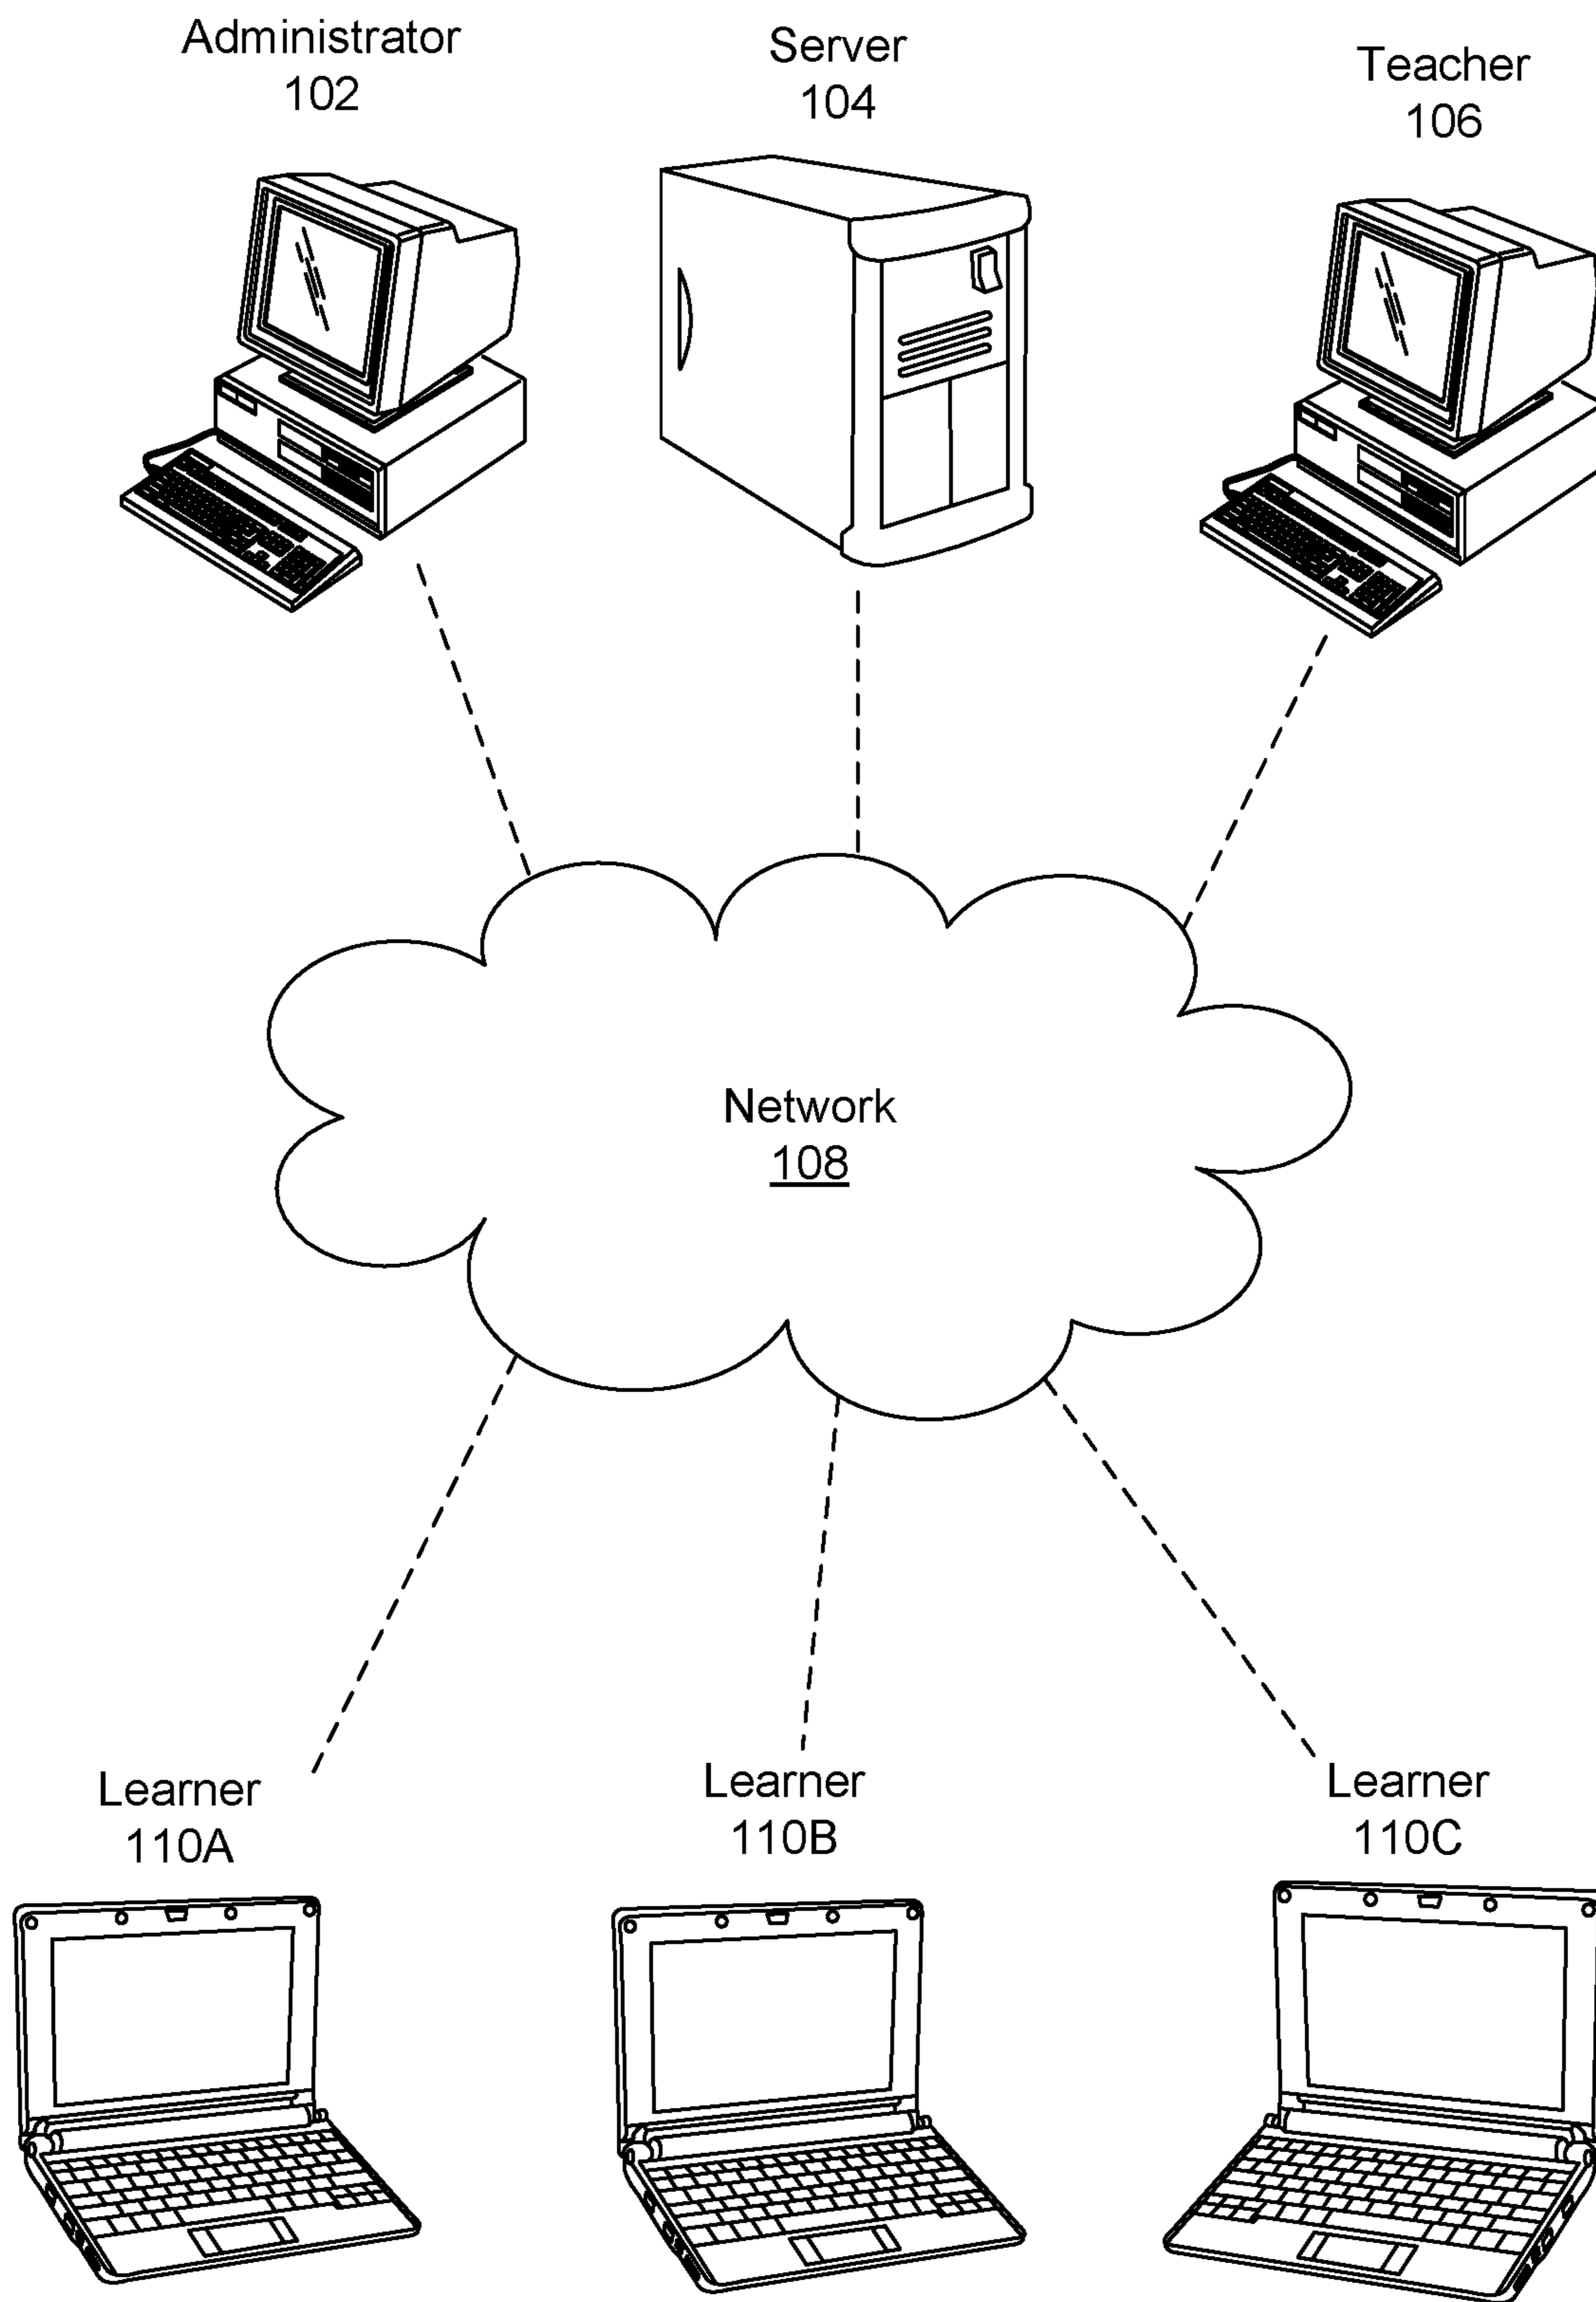 Administrator
102
Server
104
Teacher
106
Network
108
Learner
110A
Learner
110B
Learner
110C